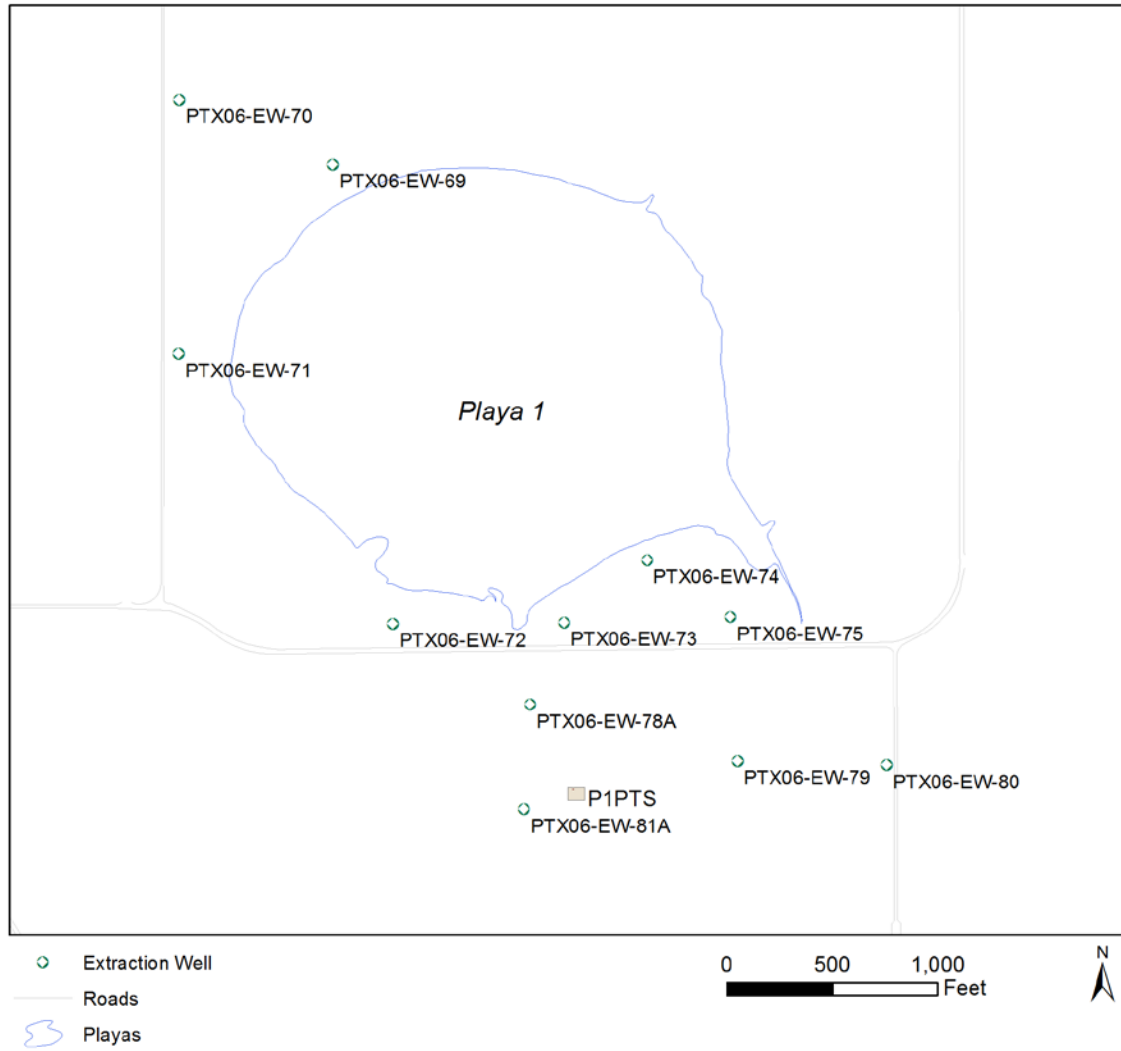 PTX06-EW-70
PTX06-EW-69
PTX06-EW-71
Playa 1
PTX06-EW-74
PTX06-EW-72
PTX06-EW-73
PTX06-EW-75
PTX06-EW-78A
PTX06-EW-79
PTX06-EW-80
P1PTS
PTX06-EW-81A
Extraction Well
Roads
Playas
0 500 1,000
Feet
N